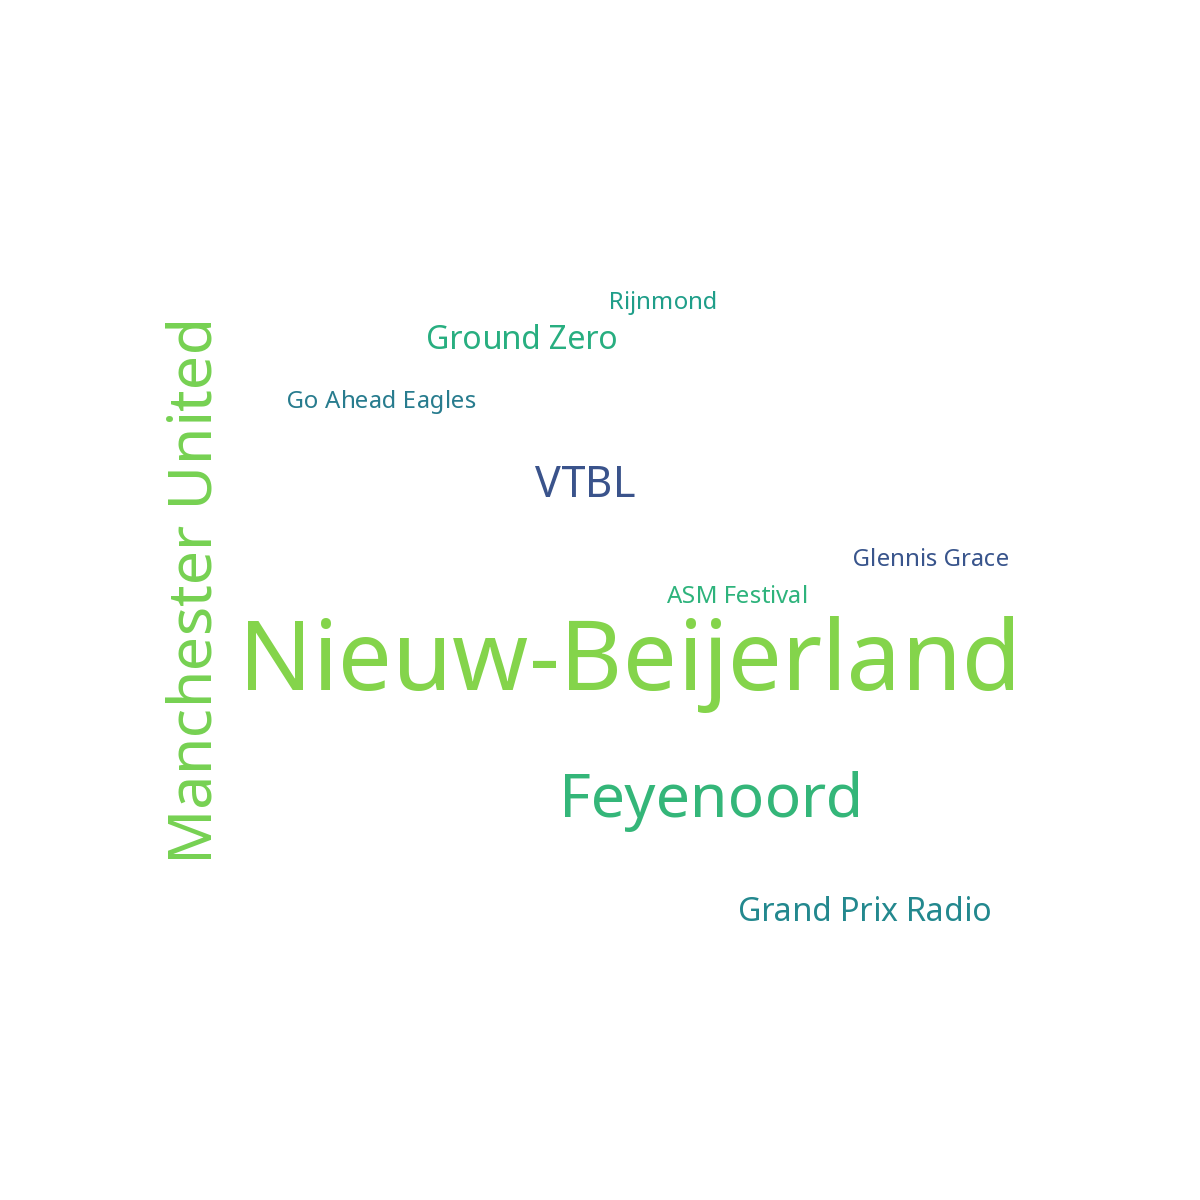 Rijnmond
Ground Zero
Manchester United
Go Ahead Eagles
VTBL
Glennis Grace
ASM Festival
Nieuw-Beijerland
Feyenoord
Grand Prix Radio